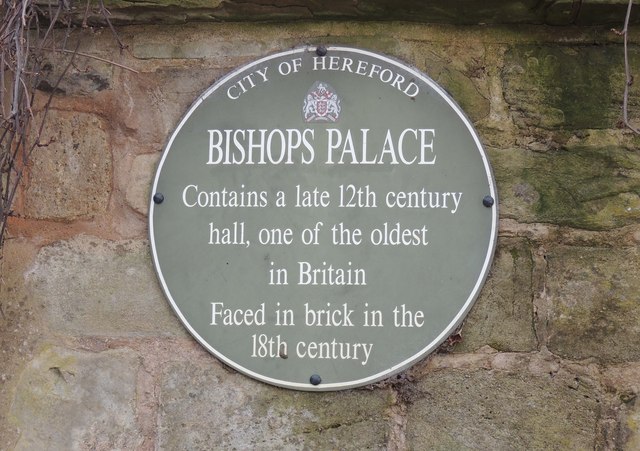 CITY OF HEREFORD
BISHOPS PALACE
Contains a late 12th century
hall, one of the oldest
in Britain
Faced in brick in the
18th century